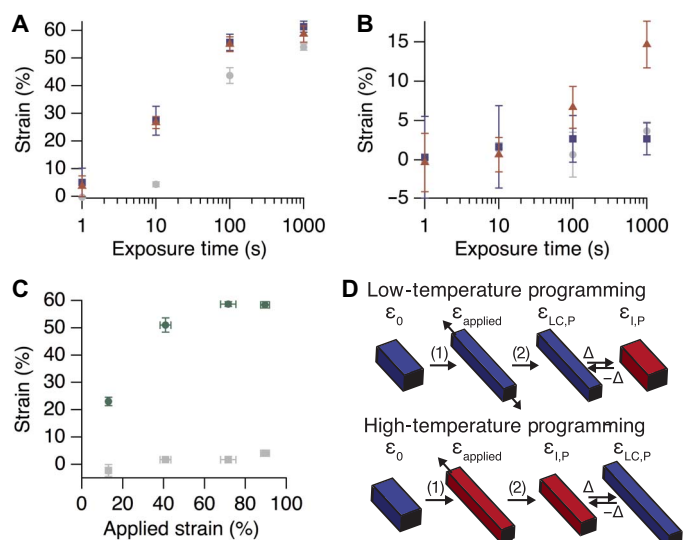 A
60
50
40
30
20
10
0
Strain (%)
1 10 100 1000
Exposure time (s)
B
15
10
5
0
−5
Strain (%)
1 10 100 1000
Exposure time (s)
C
60
50
40
30
20
10
0
Strain (%)
0 20 40 60 80 100
Applied strain (%)
D
Low-temperature programming
ε0 εapplied εLC,P εI,P
(1) (2) Δ
−Δ
High-temperature programming
ε0 εapplied εI,P εLC,P
(1) (2) Δ
−Δ